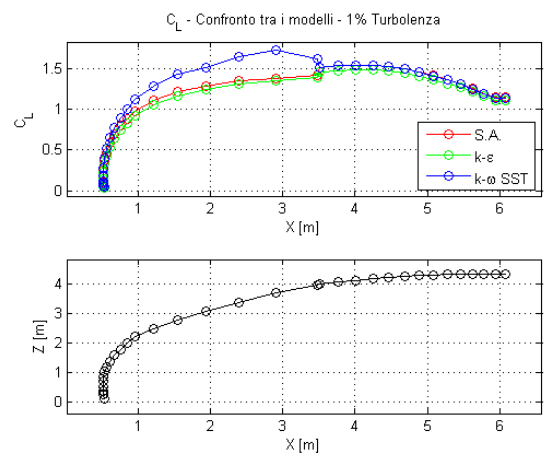 C_L - Confronto tra i modelli - 1% Turbolenza
C_L
1.5
1
0.5
0
S.A.
k-ε
k-ω SST
1 2 3 4 5 6
X [m]
Z [m]
4
3
2
1
0
1 2 3 4 5 6
X [m]